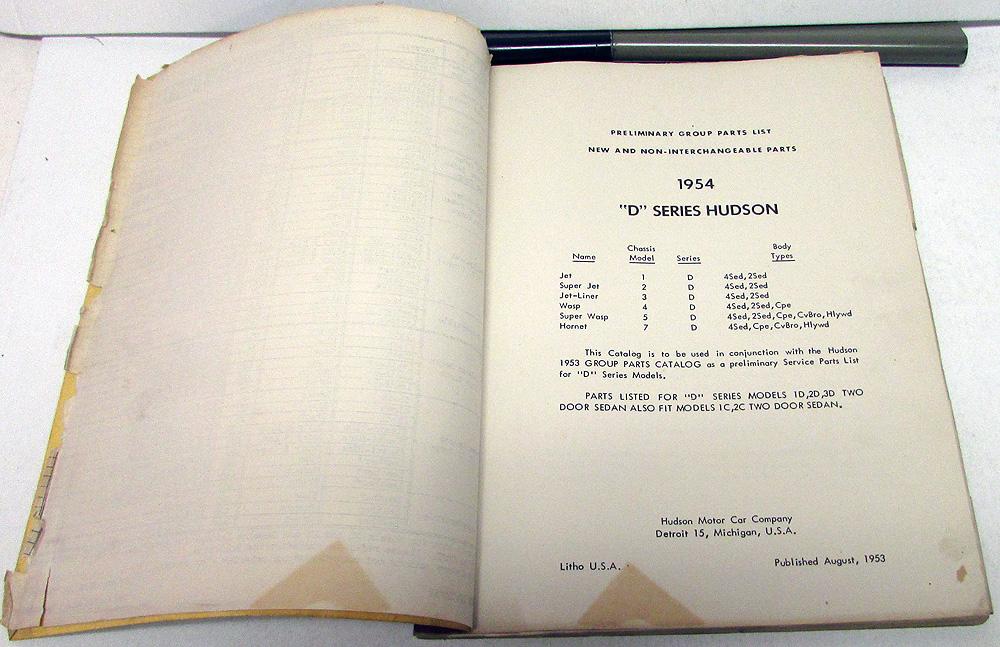 PRELIMINARY GROUP PARTS LIST
NEW AND NON-INTERCHANGEABLE PARTS
1954
"D" SERIES HUDSON
Name Chassis Model Series Body Types
Jet 1 D 4Sed, 2Sed
Super Jet 2 D 4Sed, 2Sed
Jet-Liner 3 D 4Sed, 2Sed
Wasp 4 D 4Sed, 2Sed, Cpe
Super Wasp 5 D 4Sed, 2Sed, Cpe, CvBro, Hlywd
Hornet 7 D 4Sed, Cpe, CvBro, Hlywd
This Catalog is to be used in conjunction with the Hudson
1953 GROUP PARTS CATALOG as a preliminary Service Parts List
for "D" Series Models.
PARTS LISTED FOR "D" SERIES MODELS 1D,2D,3D TWO
DOOR SEDAN ALSO FIT MODELS 1C,2C TWO DOOR SEDAN.
Hudson Motor Car Company
Detroit 15, Michigan, U.S.A.
Litho U.S.A. Published August, 1953